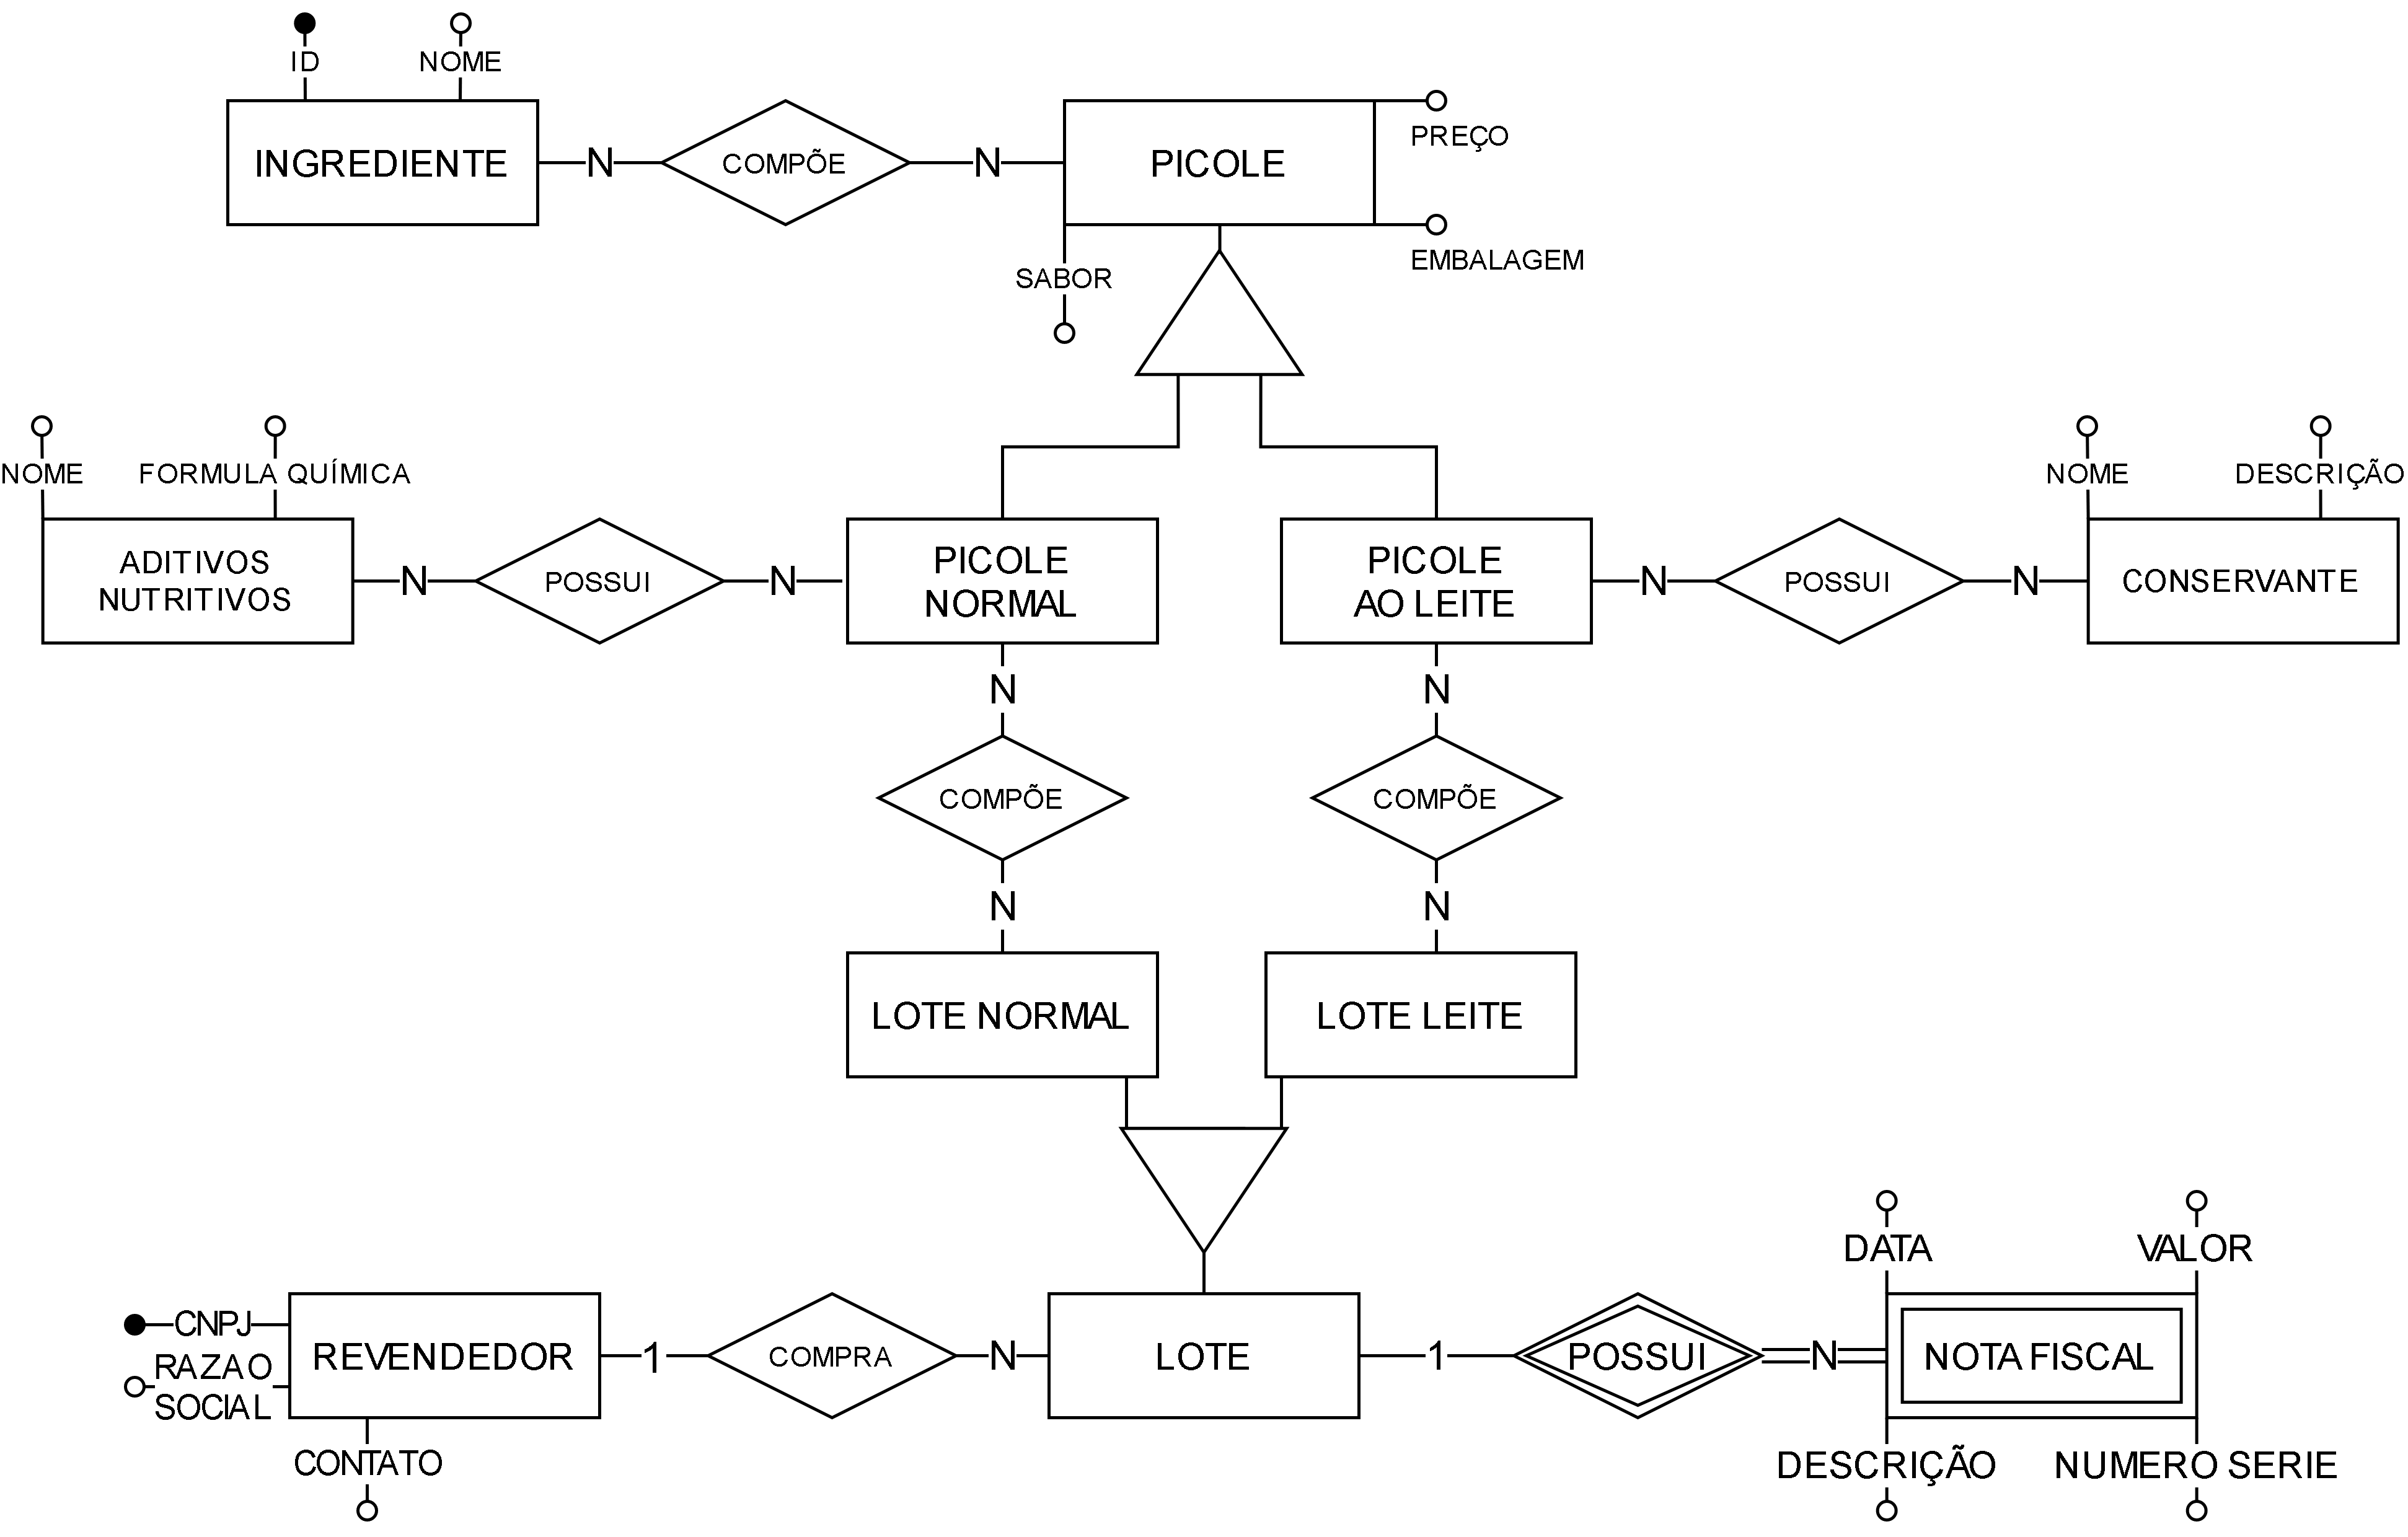 ID
NOME
INGREDIENTE
N
COMPÕE
N
PICOLE
PREÇO
EMBALAGEM
SABOR
NOME
FORMULA QUÍMICA
NOME
DESCRIÇÃO
ADITIVOS
NUTRITIVOS
N
POSSUI
N
PICOLE
NORMAL
PICOLE
AO LEITE
N
POSSUI
N
CONSERVANTE
N
N
COMPÕE
COMPÕE
N
N
LOTE NORMAL
LOTE LEITE
CNPJ
RAZAO
SOCIAL
CONTATO
REVENDEDOR
1
COMPRA
N
LOTE
1
POSSUI
N
DATA
VALOR
NOTA FISCAL
DESCRIÇÃO
NUMERO SERIE